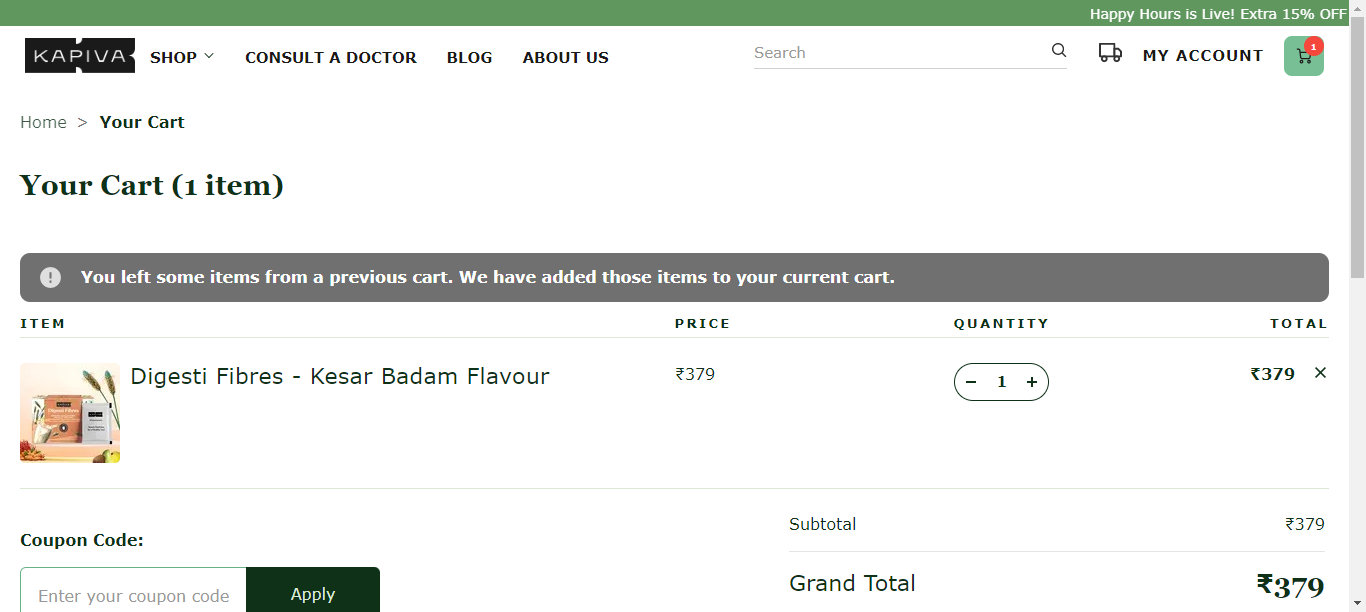 Happy Hours is Live! Extra 15% OFF
KAPIVA SHOP CONSULT A DOCTOR BLOG ABOUT US Search MY ACCOUNT 1
Home > Your Cart
Your Cart (1 item)
You left some items from a previous cart. We have added those items to your current cart.
ITEM PRICE QUANTITY TOTAL
Digesti Fibres - Kesar Badam Flavour ₹379 − 1 + ₹379 ×
Digesti Fibres
Subtotal ₹379
Coupon Code:
Grand Total ₹379
Enter your coupon code Apply